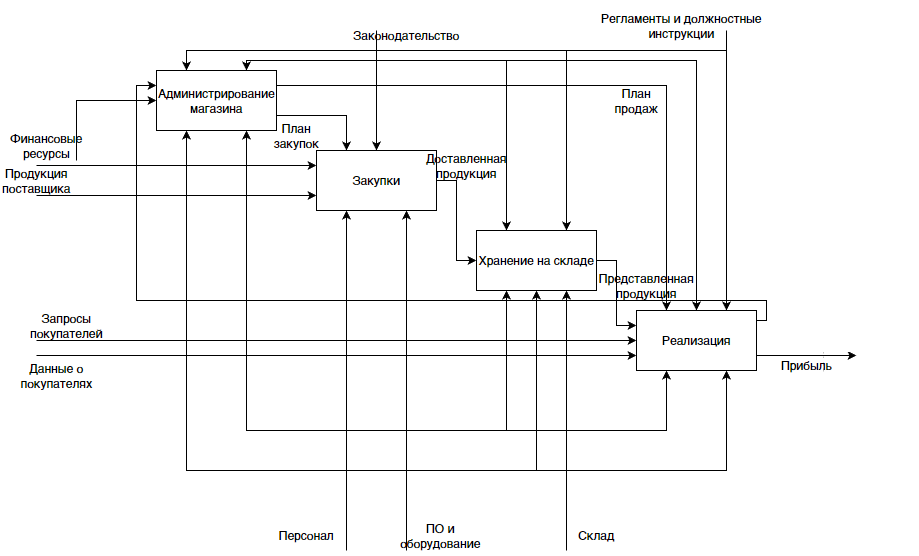 Регламенты и должностные
инструкции
Законодательство
Администрирование
магазина
План
продаж
План
закупок
Финансовые
ресурсы
Продукция
поставщика
Доставленная
продукция
Закупки
Хранение на складе
Представленная
продукция
Запросы
покупателей
Реализация
Данные о
покупателях
Прибыль
Персонал
ПО и
оборудование
Склад